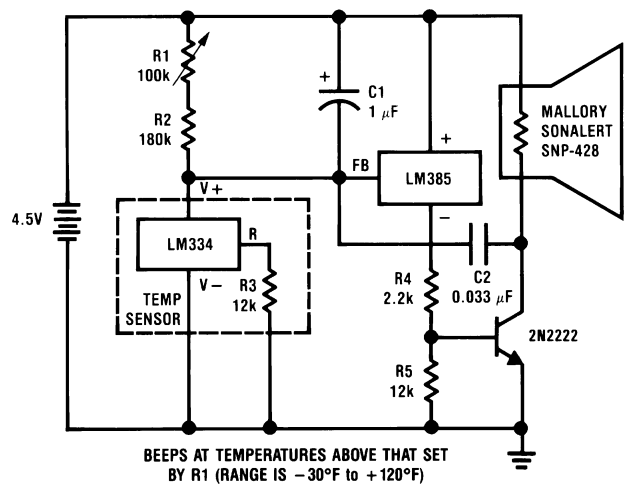 R1
100k
R2
180k
+
C1
1 μF
MALLORY
SONALERT
SNP-428
+
FB
LM385
−
V+
4.5V
LM334
R
V−
R3
12k
TEMP
SENSOR
R4
2.2k
C2
0.033 μF
2N2222
R5
12k
BEEPS AT TEMPERATURES ABOVE THAT SET
BY R1 (RANGE IS −30°F to +120°F)